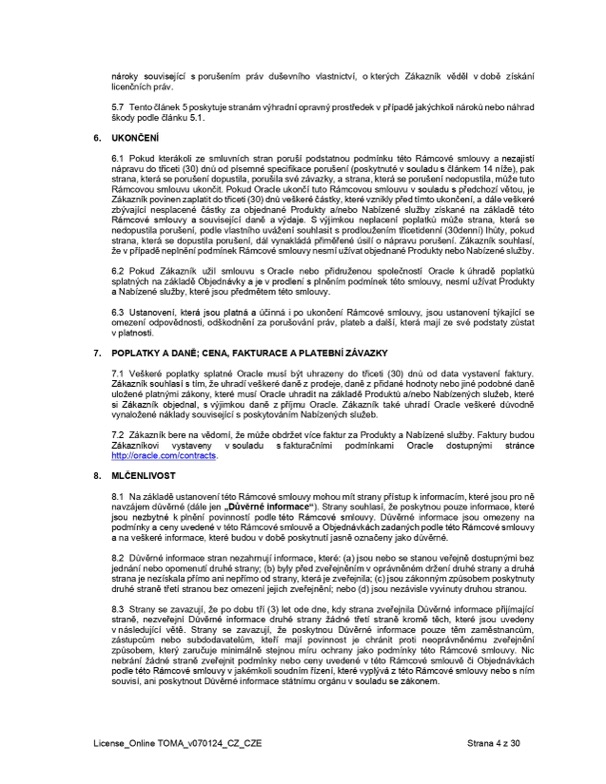 nároky související s porušením práv duševního vlastnictví, o kterých Zákazník věděl v době získání
licenčních práv.
5.7 Tento článek 5 poskytuje stranám výhradní opravný prostředek v případě jakýchkoli nároků nebo náhrad
škody podle článku 5.1.
6. UKONČENÍ
6.1 Pokud kterákoli ze smluvních stran poruší podstatnou podmínku této Rámcové smlouvy a nezajistí
nápravu do třiceti (30) dnů od písemné specifikace porušení (poskytnuté v souladu s článkem 14 níže), pak
strana, která se porušení dopustila, porušila své závazky, a strana, která se porušení nedopustila, může tuto
Rámcovou smlouvu ukončit. Pokud Oracle ukončí tuto Rámcovou smlouvu v souladu s předchozí větou, je
Zákazník povinen zaplatit do třiceti (30) dnů veškeré částky, které vznikly před tímto ukončení, a dále veškeré
zbývající nesplacené částky za objednané Produkty a/nebo Nabízené služby získané na základě této
Rámcové smlouvy a související daně a výdaje. S výjimkou neplacení poplatků může strana, která se
nedopustila porušení, podle vlastního uvážení souhlasit s prodloužením třicetidenní (30denní) lhůty, pokud
strana, která se dopustila porušení, dál vynakládá přiměřené úsilí o nápravu porušení. Zákazník souhlasí,
že v případě neplnění podmínek Rámcové smlouvy nesmí užívat objednané Produkty nebo Nabízené služby.
6.2 Pokud Zákazník užil smlouvu s Oracle nebo přidruženou společností Oracle k úhradě poplatků
splatných na základě Objednávky a je v prodlení s plněním podmínek této smlouvy, nesmí užívat Produkty
a Nabízené služby, které jsou předmětem této smlouvy.
6.3 Ustanovení, která jsou platná a účinná i po ukončení Rámcové smlouvy, jsou ustanovení týkající se
omezení odpovědnosti, odškodnění za porušování práv, plateb a další, která mají ze své podstaty zůstat
v platnosti.
7. POPLATKY A DANĚ; CENA, FAKTURACE A PLATEBNÍ ZÁVAZKY
7.1 Veškeré poplatky splatné Oracle musí být uhrazeny do třiceti (30) dnů od data vystavení faktury.
Zákazník souhlasí s tím, že uhradí veškeré daně z prodeje, daně z přidané hodnoty nebo jiné podobné daně
uložené platnými zákony, které musí Oracle uhradit na základě Produktů a/nebo Nabízených služeb, které
si Zákazník objednal, s výjimkou daně z příjmu Oracle. Zákazník také uhradí Oracle veškeré důvodně
vynaložené náklady související s poskytováním Nabízených služeb.
7.2 Zákazník bere na vědomí, že může obdržet více faktur za Produkty a Nabízené služby. Faktury budou
Zákazníkovi vystaveny v souladu s fakturačními podmínkami Oracle dostupnými stránce
http://oracle.com/contracts.
8. MLČENLIVOST
8.1 Na základě ustanovení této Rámcové smlouvy mohou mít strany přístup k informacím, které jsou pro ně
navzájem důvěrné (dále jen „Důvěrné informace“). Strany souhlasí, že poskytnou pouze informace, které
jsou nezbytné k plnění povinností podle této Rámcové smlouvy. Důvěrné informace jsou omezeny na
podmínky a ceny uvedené v této Rámcové smlouvě a Objednávkách zadaných podle této Rámcové smlouvy
a na veškeré informace, které budou v době poskytnutí jasně označeny jako důvěrné.
8.2 Důvěrné informace stran nezahrnují informace, které: (a) jsou nebo se stanou veřejně dostupnými bez
jednání nebo opomenutí druhé strany; (b) byly před zveřejněním v oprávněném držení druhé strany a druhá
strana je nezískala přímo ani nepřímo od strany, která je zveřejnila; (c) jsou zákonným způsobem poskytnuty
druhé straně třetí stranou bez omezení jejich zveřejnění; nebo (d) jsou nezávisle vyvinuty druhou stranou.
8.3 Strany se zavazují, že po dobu tří (3) let ode dne, kdy strana zveřejnila Důvěrné informace přijímající
straně, nezveřejní Důvěrné informace druhé strany žádné třetí straně kromě těch, které jsou uvedeny
v následující větě. Strany se zavazují, že poskytnou Důvěrné informace pouze těm zaměstnancům,
zástupcům nebo subdodavatelům, kteří mají povinnost je chránit proti neoprávněnému zveřejnění
způsobem, který zaručuje minimálně stejnou míru ochrany jako podmínky této Rámcové smlouvy. Nic
nebrání žádné straně zveřejnit podmínky nebo ceny uvedené v této Rámcové smlouvě či Objednávkách
podle této Rámcové smlouvy v jakémkoli soudním řízení, které vyplývá z této Rámcové smlouvy nebo s ním
souvisí, ani poskytnout Důvěrné informace státnímu orgánu v souladu se zákonem.
License_Online TOMA_v070124_CZ_CZE
Strana 4 z 30